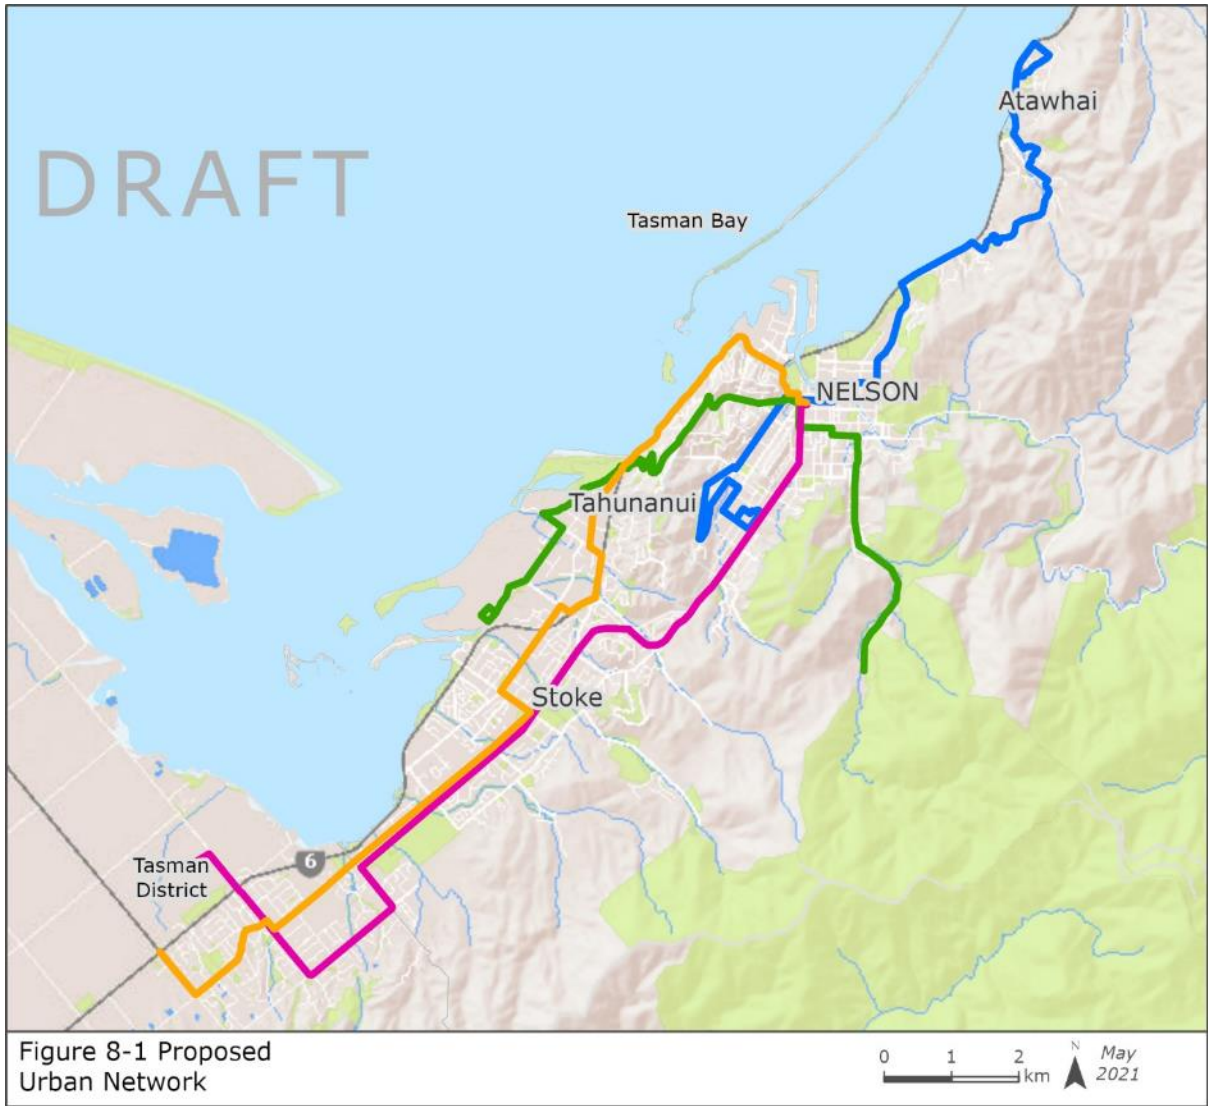 Atawhai
DRAFT
Tasman Bay
NELSON
Tahunanui
Stoke
Tasman
District
6
Figure 8-1 Proposed
Urban Network
0 1 2
km
N
May
2021